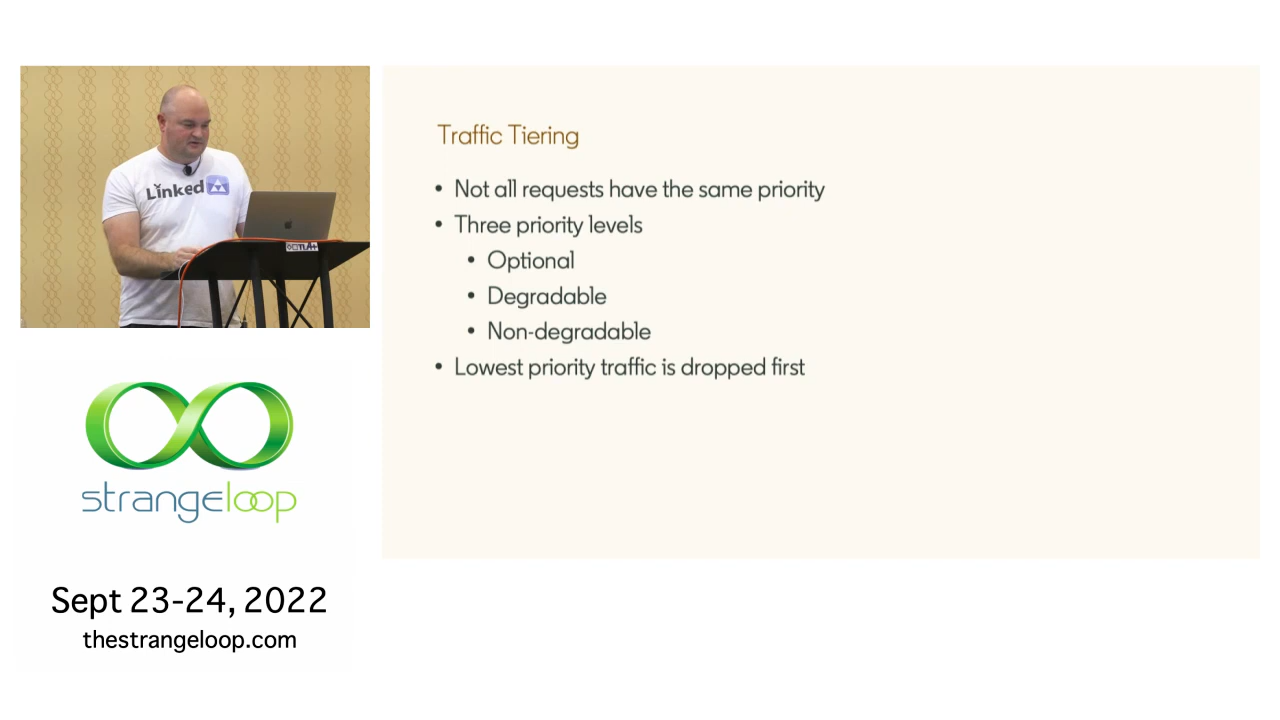 Linked
Traffic Tiering
• Not all requests have the same priority
• Three priority levels
• Optional
• Degradable
• Non-degradable
• Lowest priority traffic is dropped first
strangeloop
Sept 23-24, 2022
thestrangeloop.com